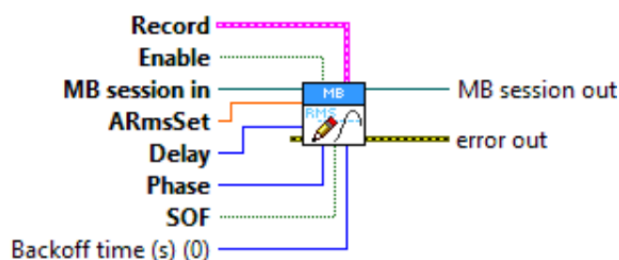 Record
Enable
MB session in
ARmsSet
Delay
Phase
SOF
Backoff time (s) (0)
MB
RMS
MB session out
error out